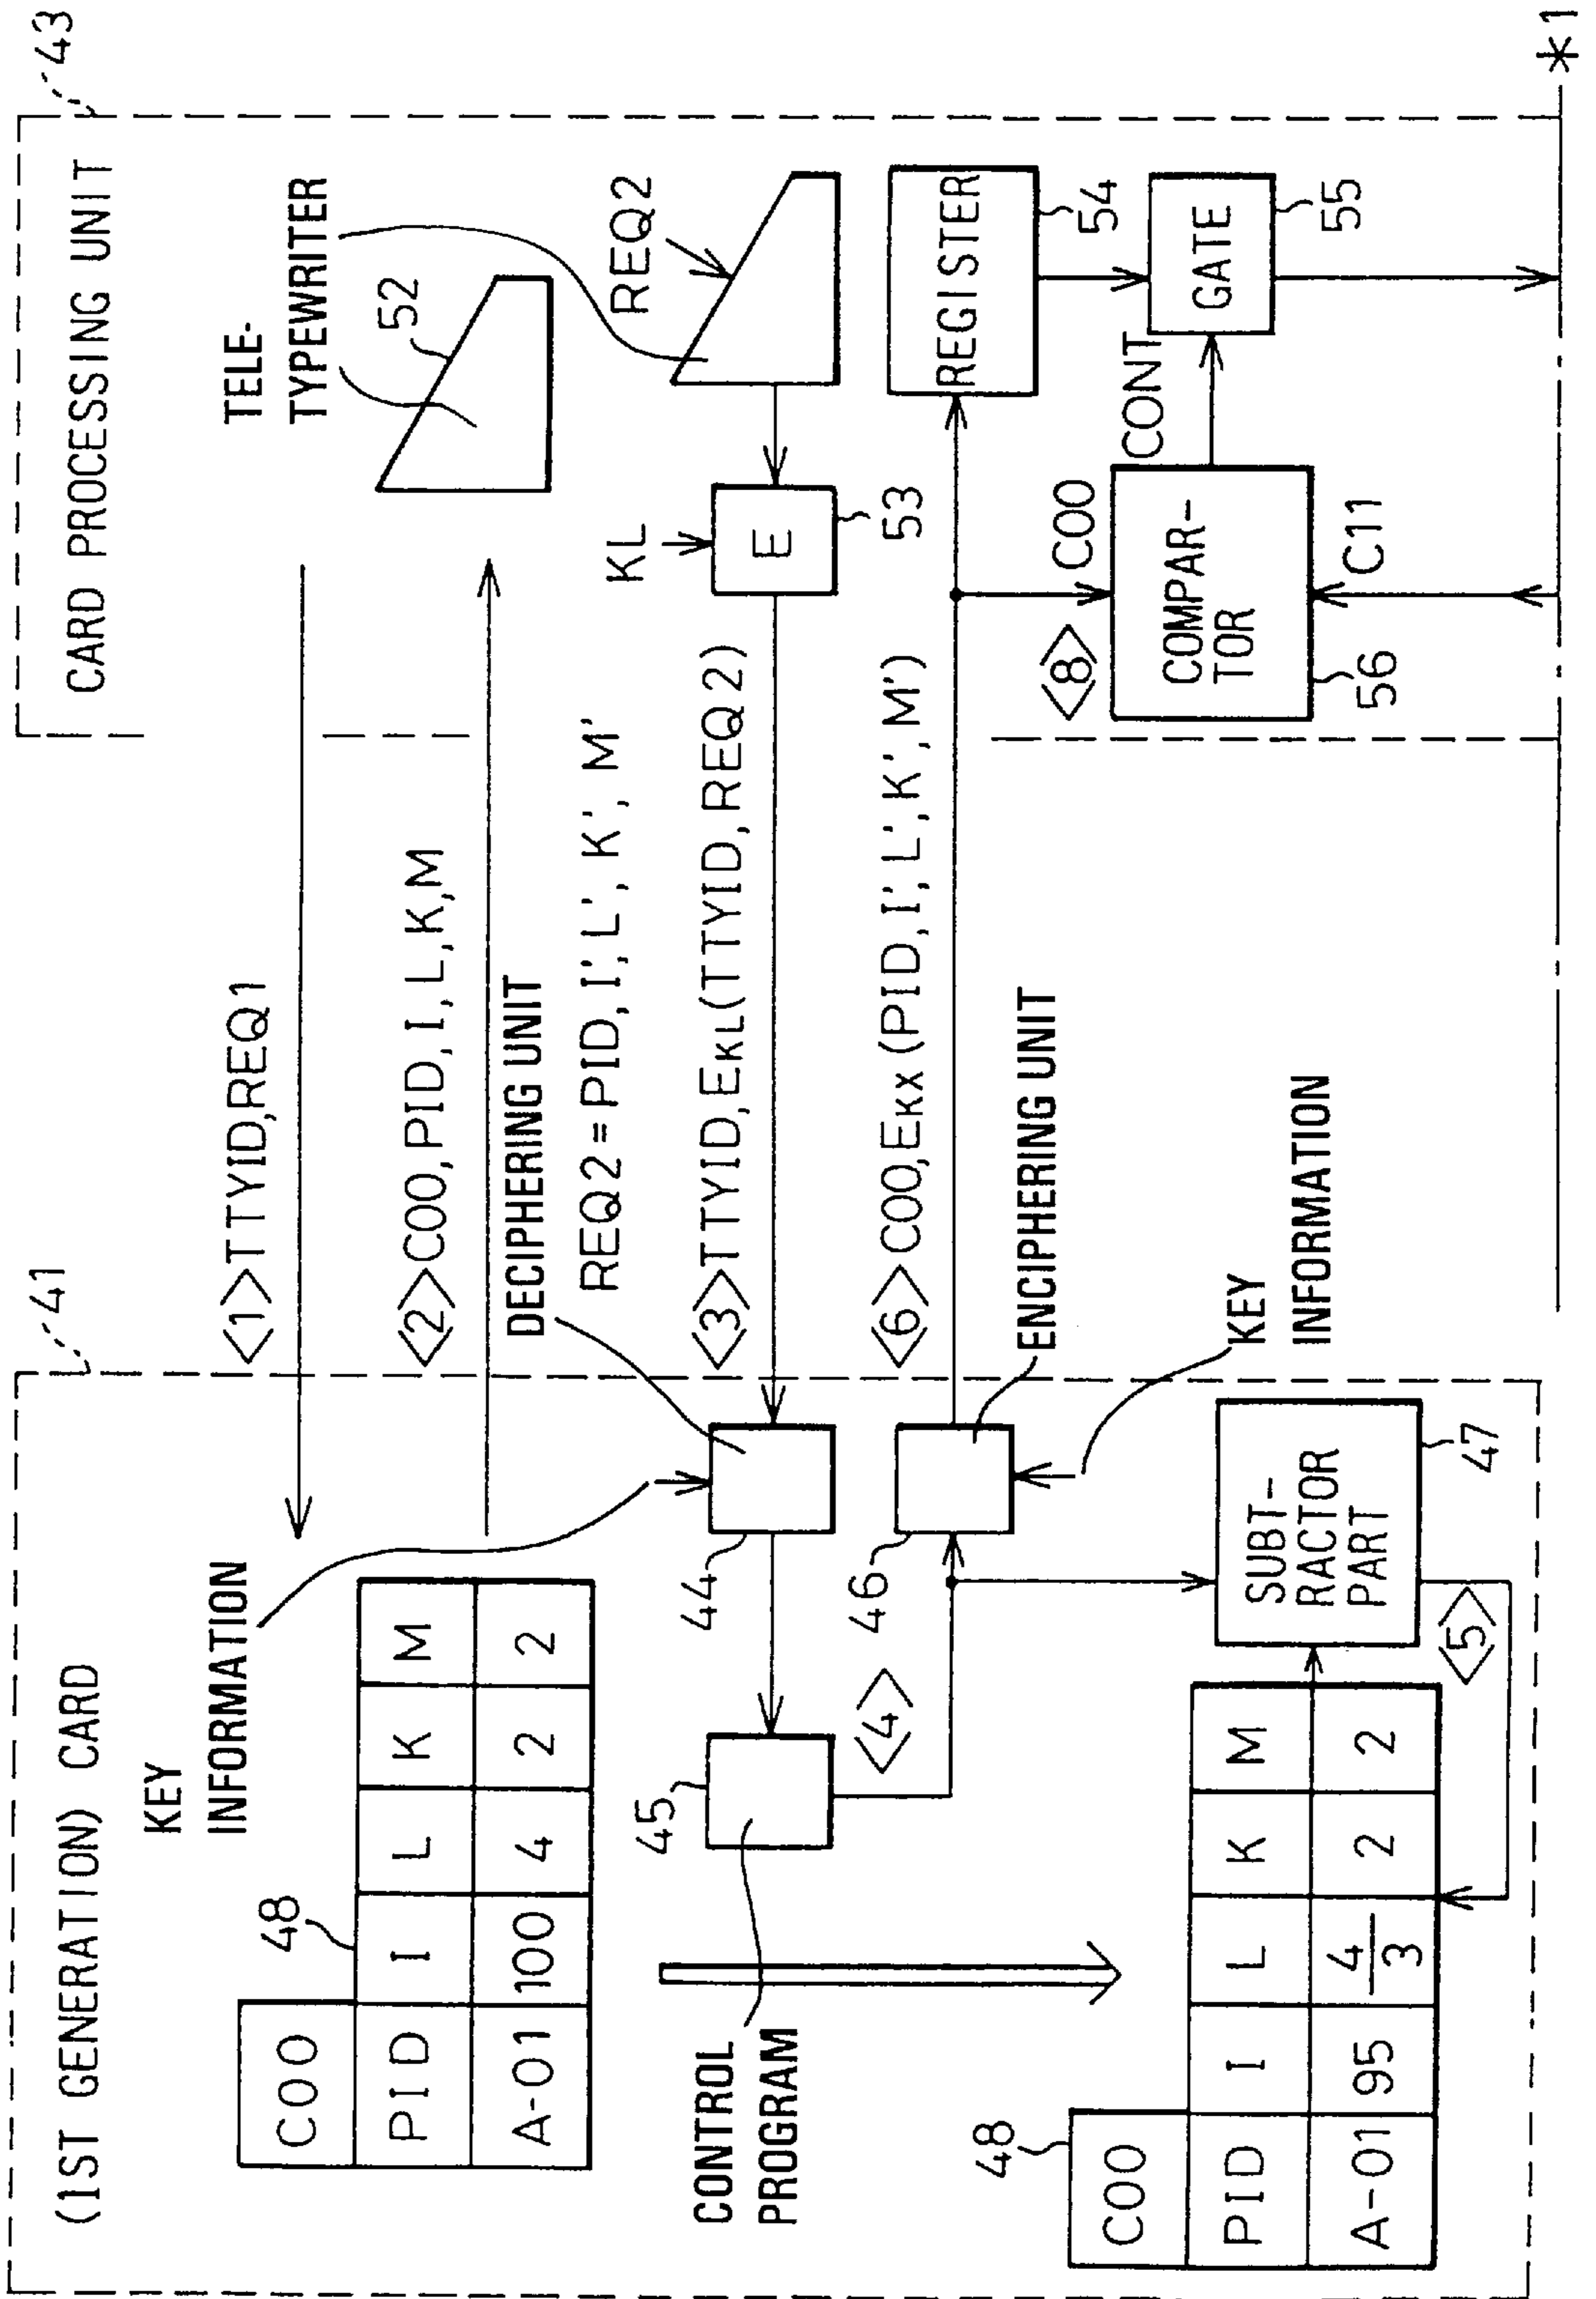 (1ST GENERATION) CARD
41
CARD PROCESSING UNIT
43
KEY
INFORMATION
48
C00
PID I L K M
A-01 100 4 2 2
<1> TTYID,REQ1
<2> C00,PID,I,L,K,M
DECIPHERING UNIT
REQ2=PID,I',L',K',M'
<3> TTYID,EKL(TTYID,REQ2)
<6> C00,EKX(PID,I',L',K',M')
ENCIPHERING UNIT
KEY
INFORMATION
TELE-
TYPEWRITER
52
REQ2
KL
E
53
44
45
46
<4>
CONTROL
PROGRAM
48
C00
PID I L K M
A-01 95 4/3 2 2
SUBT-
RACTOR
PART
47
<5>
REGISTER
54
GATE
55
CONT
C00
<8>
COMPAR-
TOR
56
C11
*1